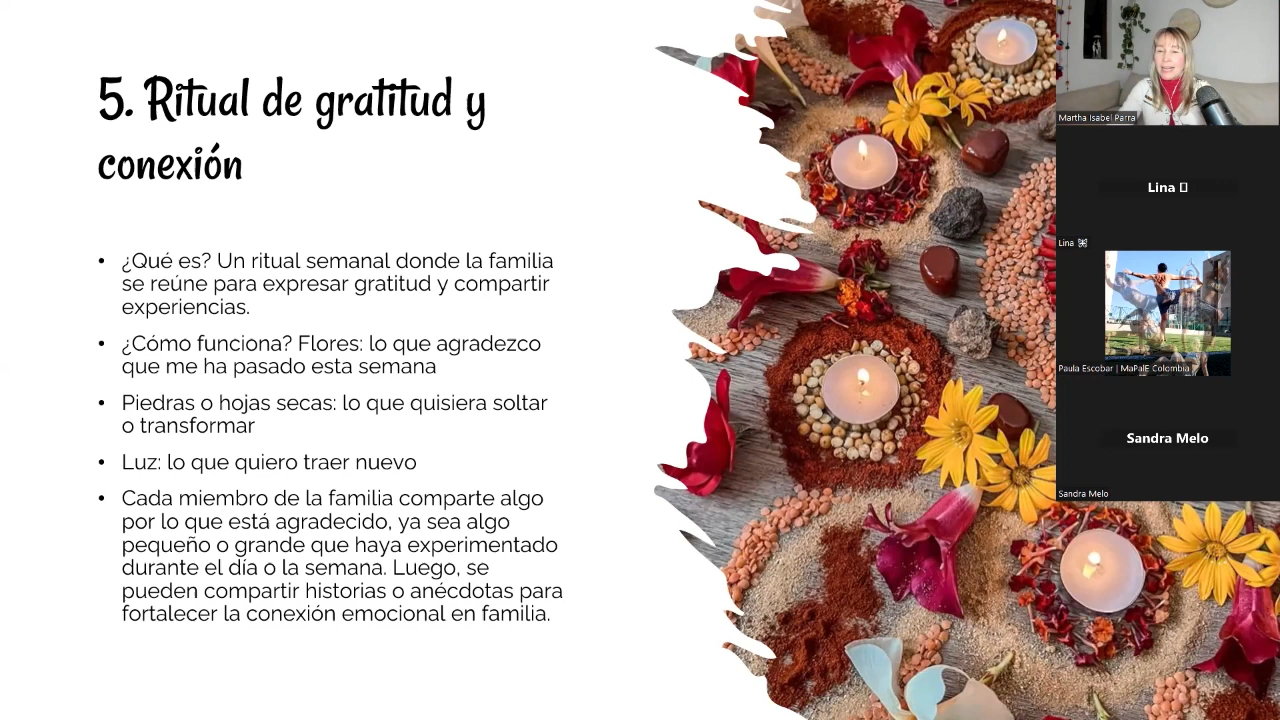 5. Ritual de gratitud y
conexión
• ¿Qué es? Un ritual semanal donde la familia
se reúne para expresar gratitud y compartir
experiencias.
• ¿Cómo funciona? Flores: lo que agradezco
que me ha pasado esta semana
• Piedras o hojas secas: lo que quisiera soltar
o transformar
• Luz: lo que quiero traer nuevo
• Cada miembro de la familia comparte algo
por lo que está agradecido, ya sea algo
pequeño o grande que haya experimentado
durante el día o la semana. Luego, se
pueden compartir historias o anécdotas para
fortalecer la conexión emocional en familia.
Martha Isabel Parra
Lina
Lina
Paula Escobar | MaPalE Colombia
Sandra Melo
Sandra Melo